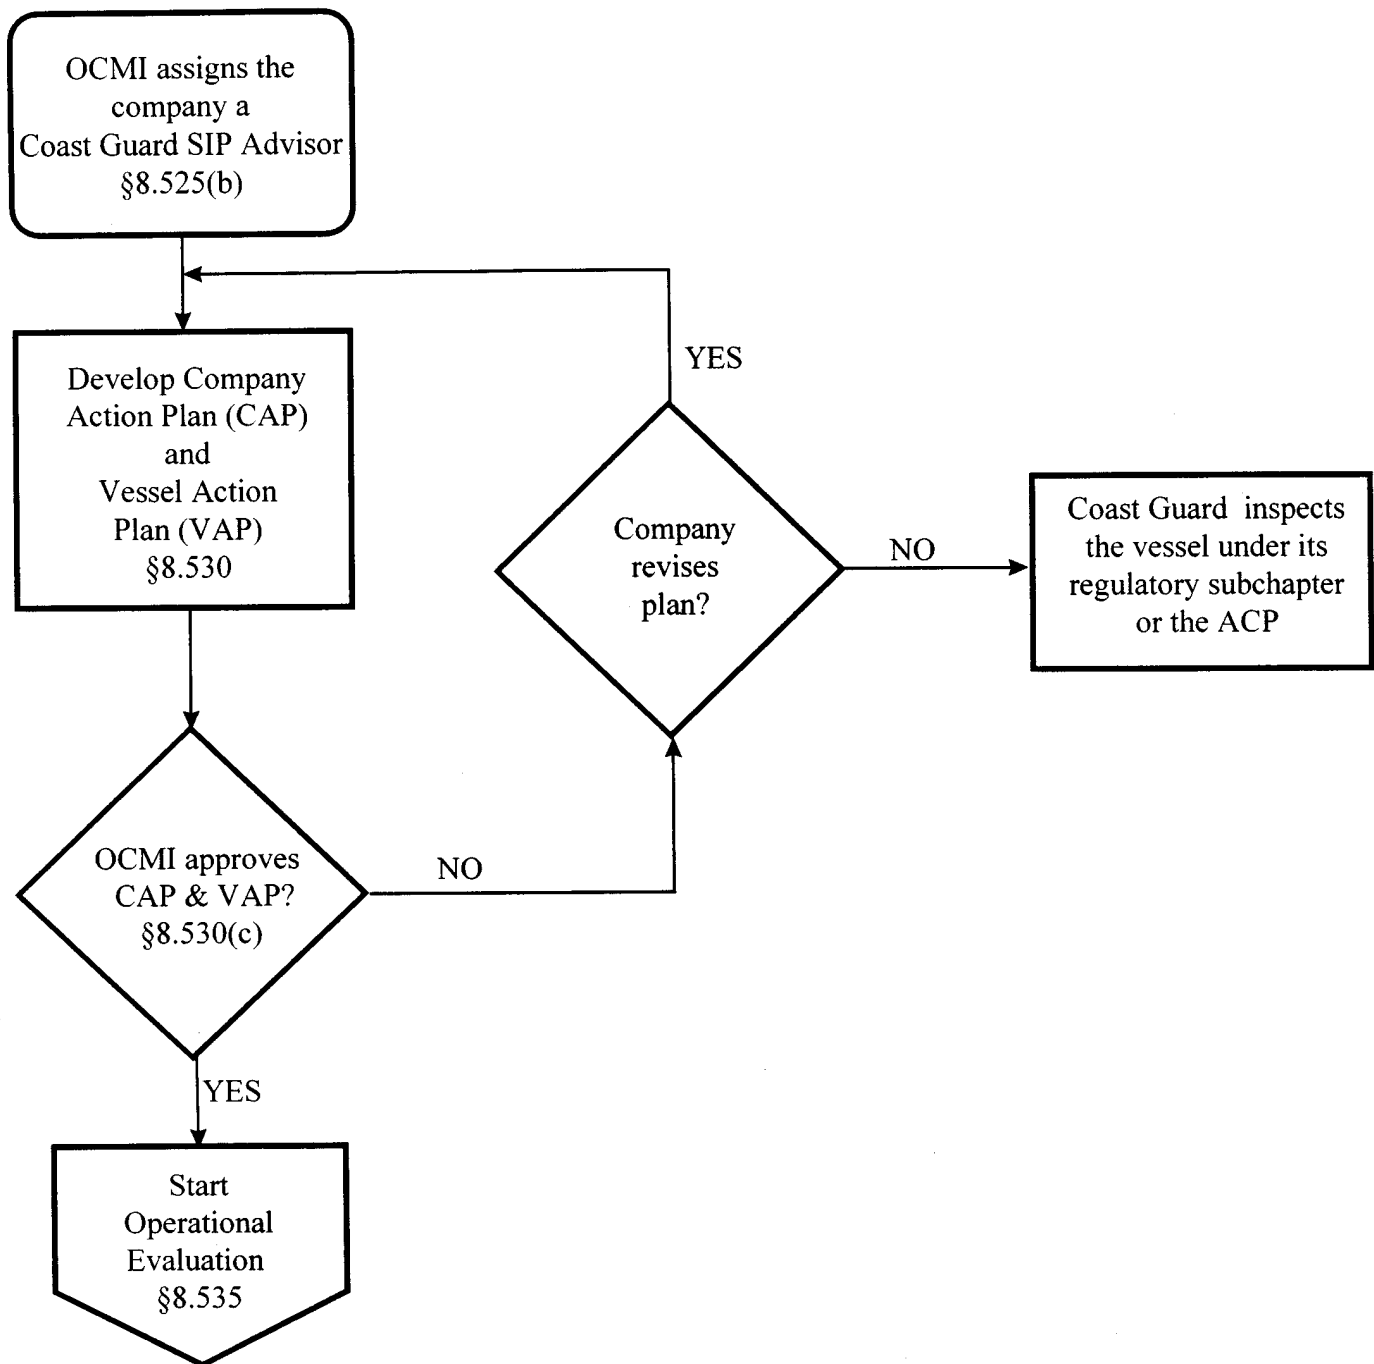 OCMI assigns the
company a
Coast Guard SIP Advisor
§8.525(b)
Develop Company
Action Plan (CAP)
and
Vessel Action
Plan (VAP)
§8.530
YES
Company
revises
plan?
NO
Coast Guard inspects
the vessel under its
regulatory subchapter
or the ACP
OCMI approves
CAP & VAP?
§8.530(c)
NO
YES
Start
Operational
Evaluation
§8.535